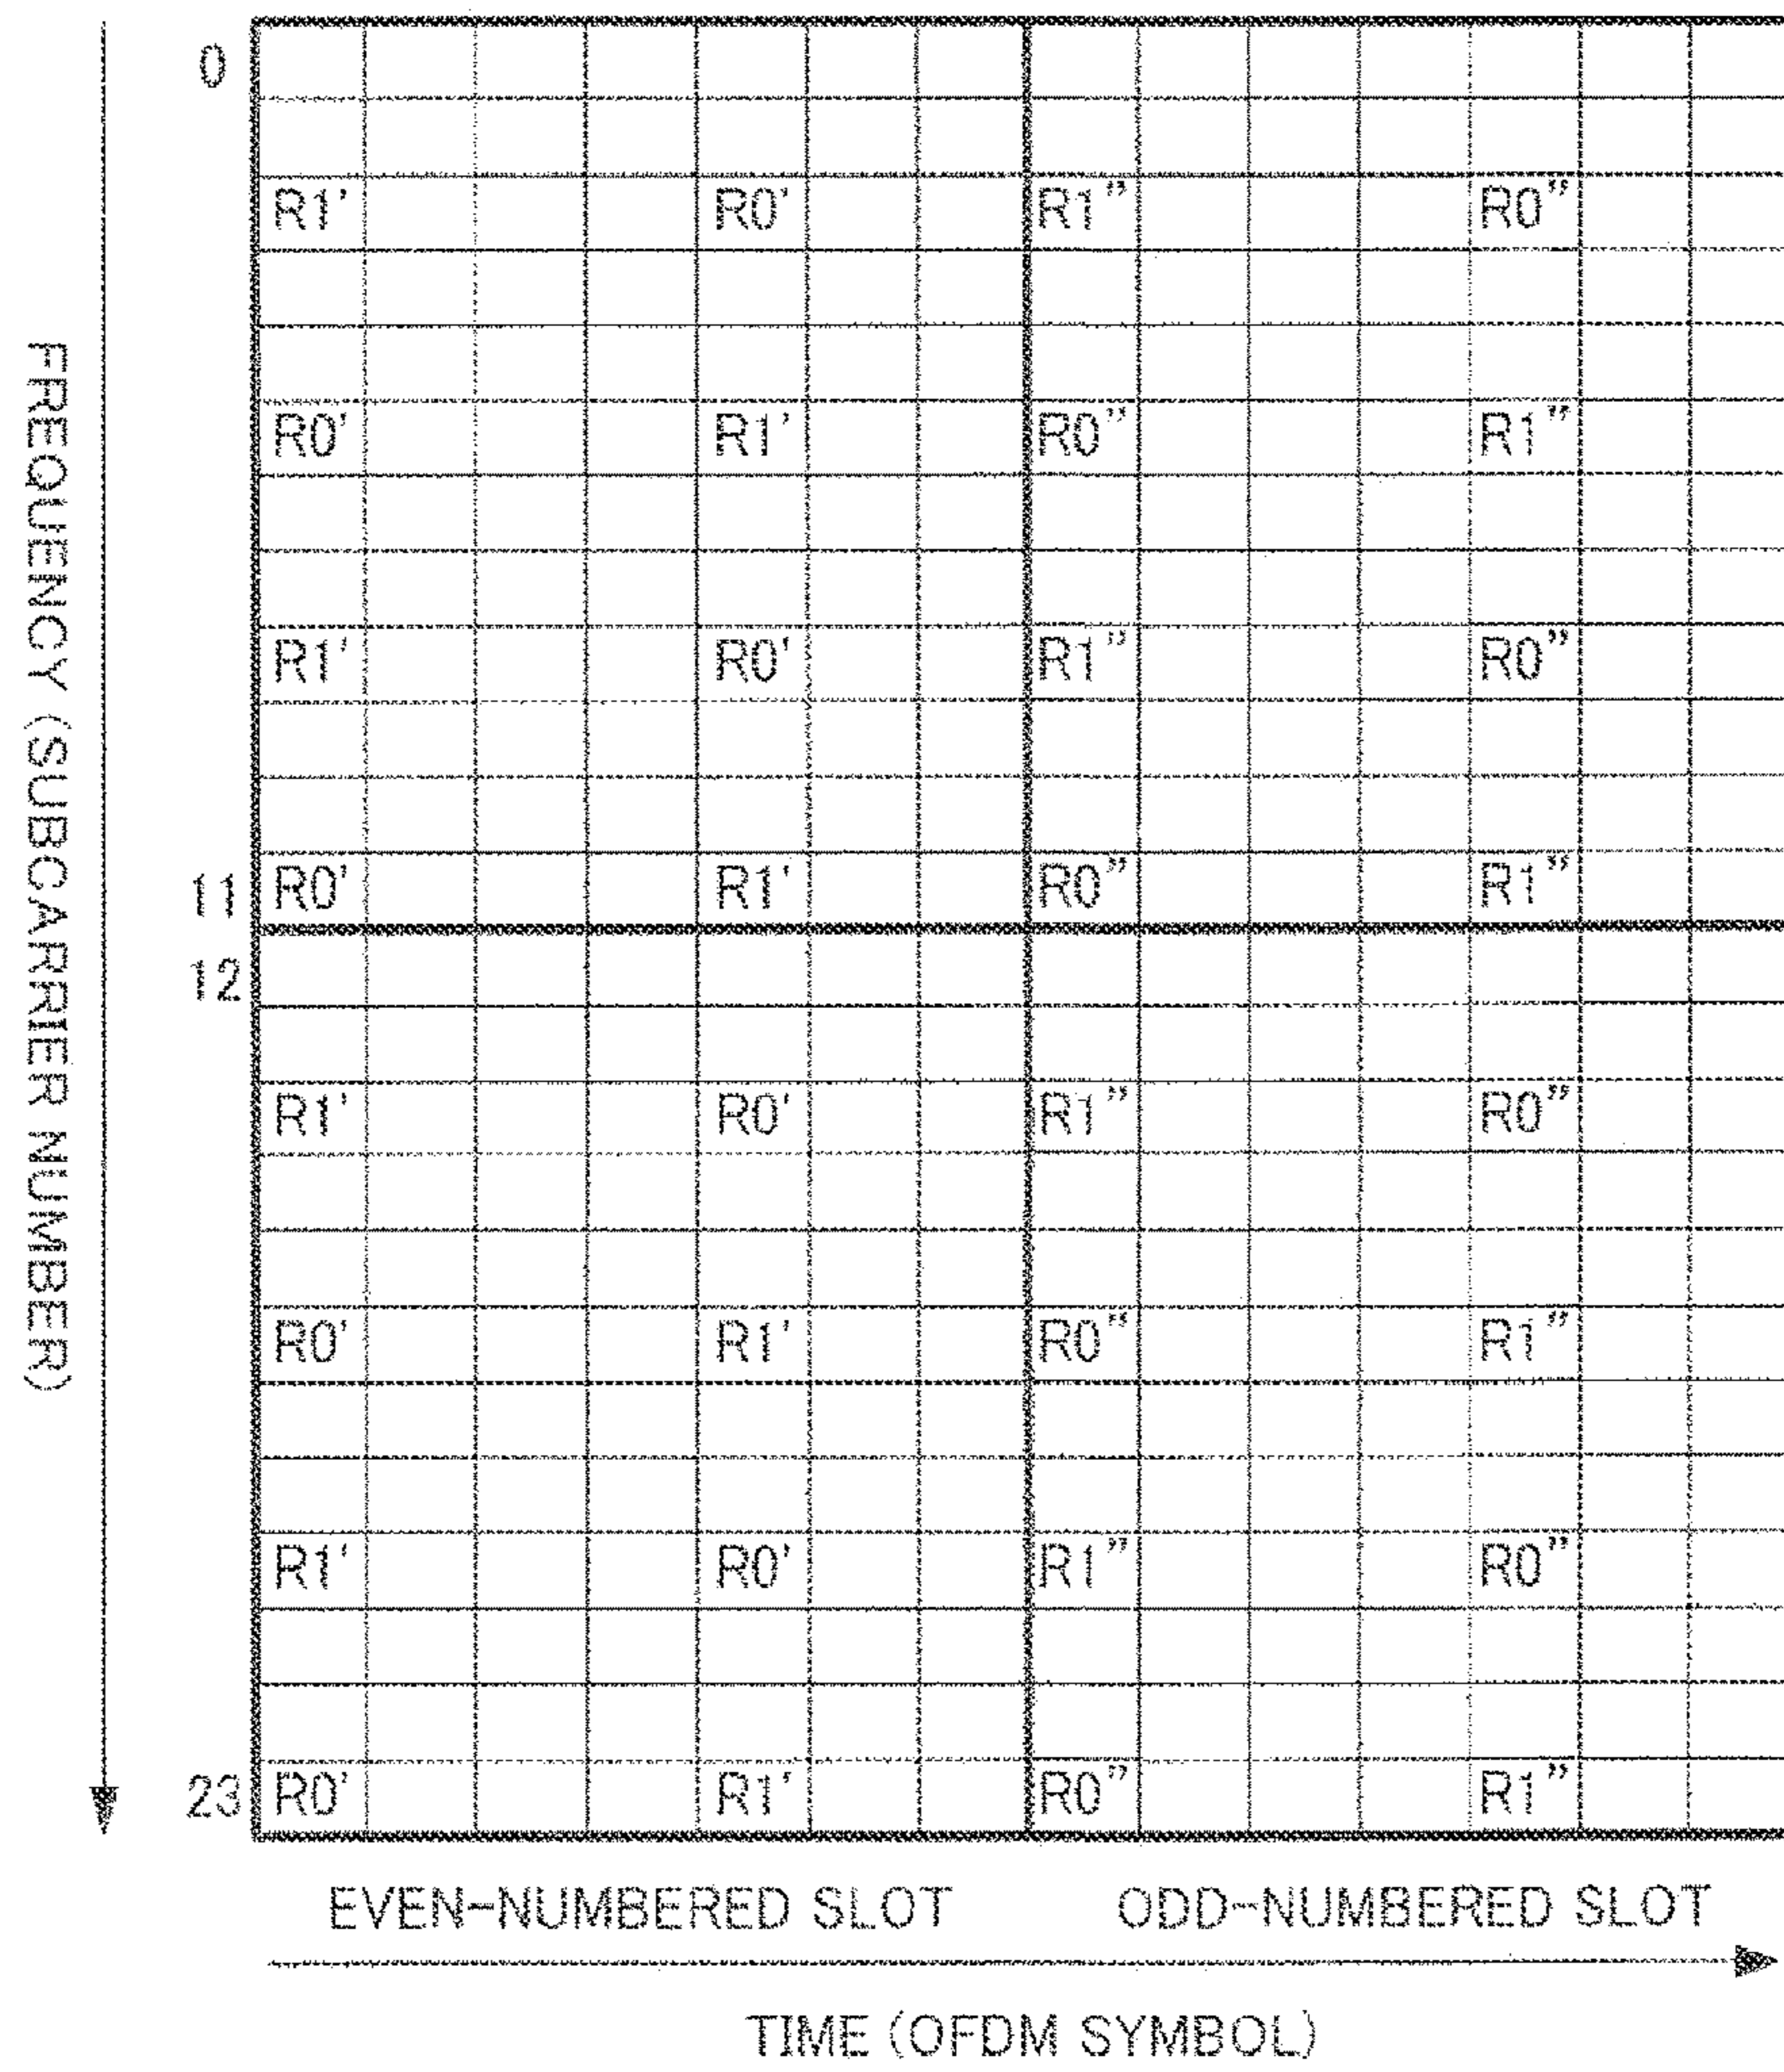 FREQUENCY (SUBCARRIER NUMBER)
0
R1' R0' R1” R0”
R0' R1' R0” R1”
R1' R0' R1” R0”
11 R0' R1' R0” R1”
12
R1' R0' R1” R0”
R0' R1' R0” R1”
R1' R0' R1” R0”
23 R0' R1' R0” R1”
EVEN-NUMBERED SLOT ODD-NUMBERED SLOT
TIME (OFDM SYMBOL)